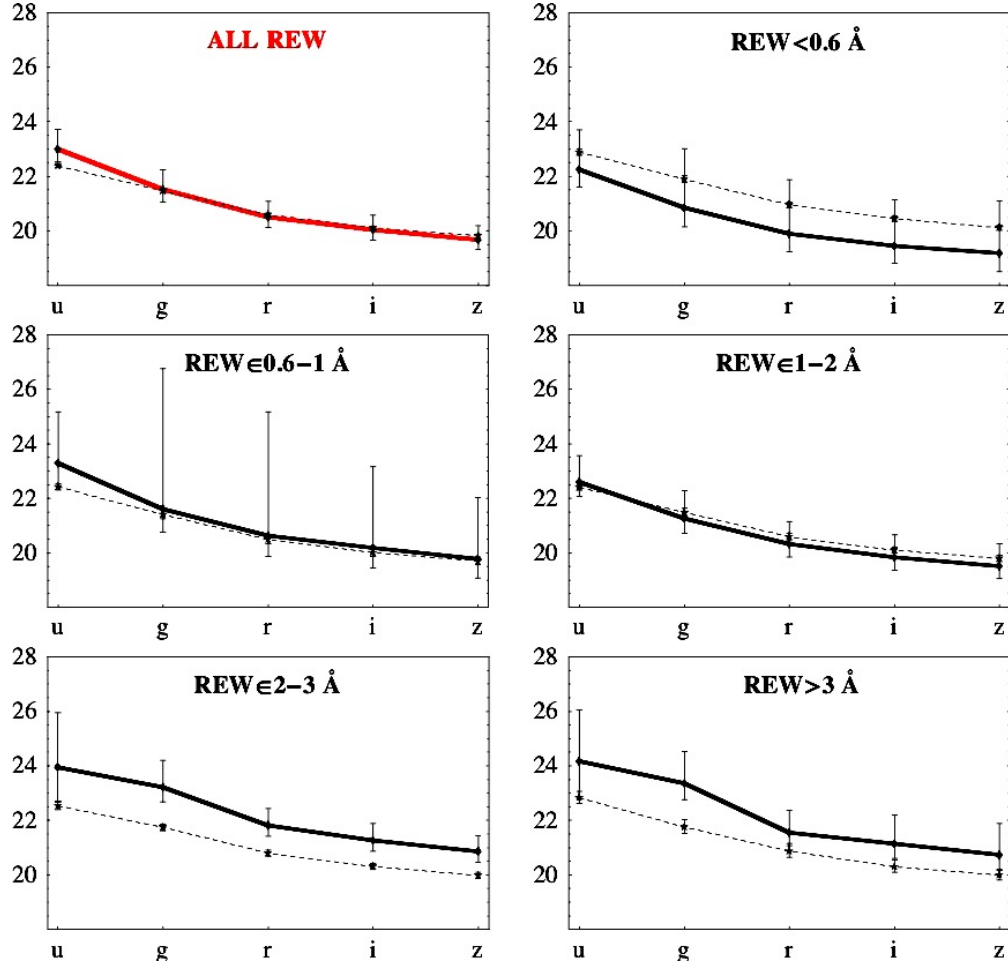 28
26
24
22
20
ALL REW
u g r i z
28
26
24
22
20
REW<0.6 Å
u g r i z
28
26
24
22
20
REW∈0.6−1 Å
u g r i z
28
26
24
22
20
REW∈1−2 Å
u g r i z
28
26
24
22
20
REW∈2−3 Å
u g r i z
28
26
24
22
20
REW>3 Å
u g r i z